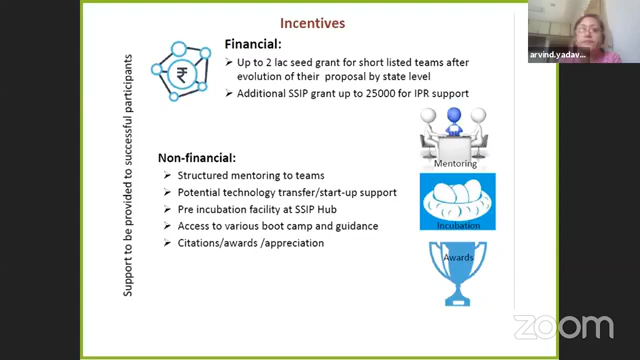 Incentives
Support to be provided to successful participants
Financial:
➢ Up to 2 lac seed grant for short listed teams after
evolution of their proposal by state level
➢ Additional SSIP grant up to 25000 for IPR support
₹
Non-financial:
➢ Structured mentoring to teams
➢ Potential technology transfer/start-up support
➢ Pre incubation facility at SSIP Hub
➢ Access to various boot camp and guidance
➢ Citations/awards /appreciation
Mentoring
Incubation
Awards
arvind.yadav...
zoom